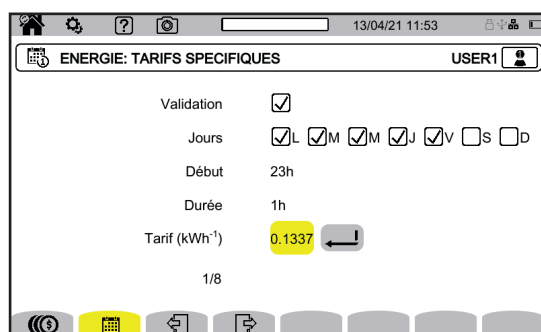 13/04/21 11:53
ENERGIE: TARIFS SPECIFIQUES USER1
Validation
Jours L M M J V S D
Début 23h
Durée 1h
Tarif (kWh⁻¹) 0.1337
1/8